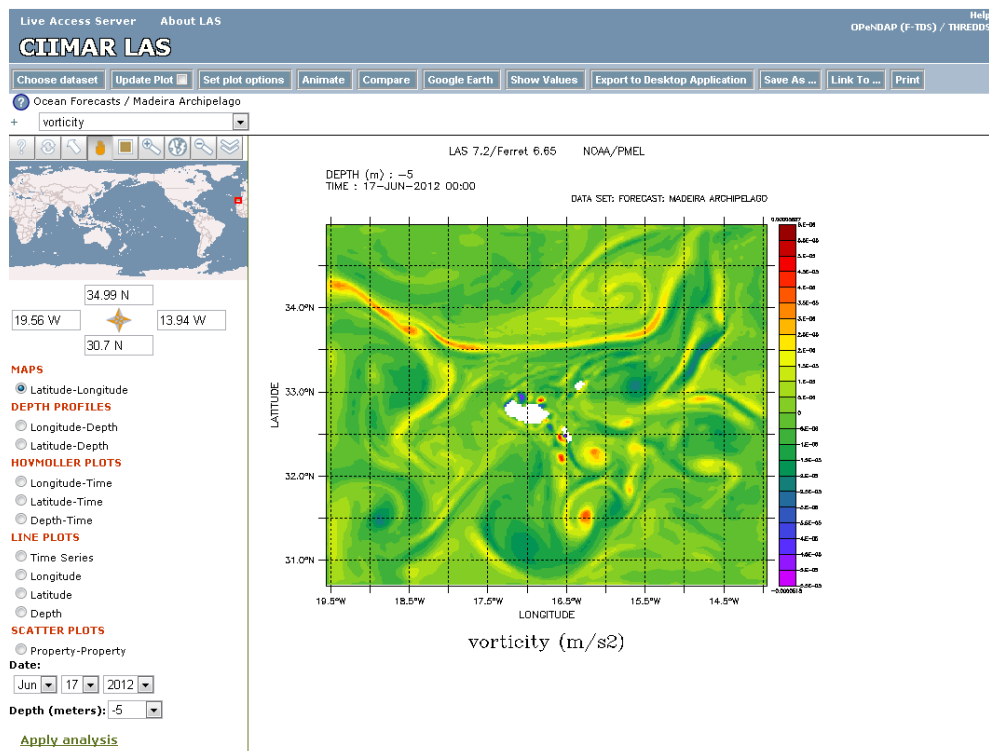 Live Access Server About LAS Help
OPeNDAP (F-TDS) / THREDDS
CIIMAR LAS
Choose dataset Update Plot Set plot options Animate Compare Google Earth Show Values Export to Desktop Application Save As ... Link To ... Print
? Ocean Forecasts / Madeira Archipelago
+ vorticity
LAS 7.2/Ferret 6.65 NOAA/PMEL
DEPTH (m) : -5
TIME : 17-JUN-2012 00:00
DATA SET: FORECAST: MADEIRA ARCHIPELAGO
34.99 N
19.56 W 13.94 W
30.7 N
MAPS
Latitude-Longitude
DEPTH PROFILES
Longitude-Depth
Latitude-Depth
HOVMOLLER PLOTS
Longitude-Time
Latitude-Time
Depth-Time
LINE PLOTS
Time Series
Longitude
Latitude
Depth
SCATTER PLOTS
Property-Property
Date:
Jun 17 2012
Depth (meters): -5
Apply analysis
34.0°N
33.0°N
32.0°N
31.0°N
LATITUDE
19.5°W 18.5°W 17.5°W 16.5°W 15.5°W 14.5°W
LONGITUDE
vorticity (m/s2)
0